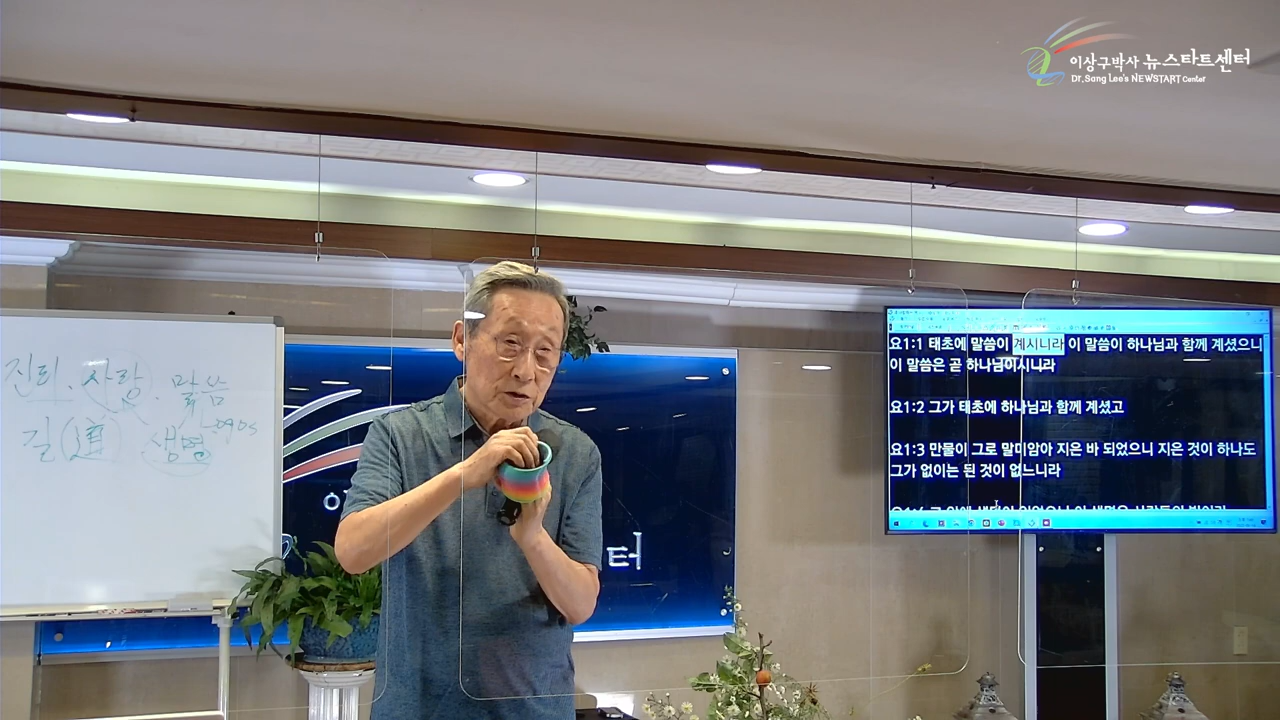 이상구박사 뉴스타트센터
Dr. Sang Lee's NEWSTART Center
진리. 사랑. 말씀
logos
길(道) 생명
요1:1 태초에 말씀이 계시니라 이 말씀이 하나님과 함께 계셨으니
이 말씀은 곧 하나님이시니라
요1:2 그가 태초에 하나님과 함께 계셨고
요1:3 만물이 그로 말미암아 지은 바 되었으니 지은 것이 하나도
그가 없이는 된 것이 없느니라
이
터